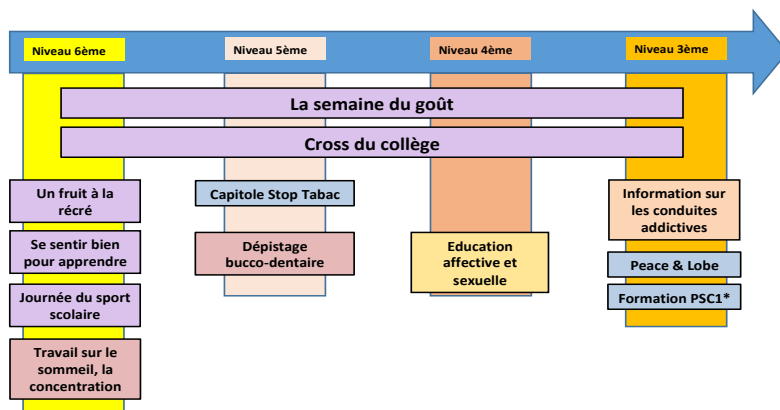 Niveau 6ème
Niveau 5ème
Niveau 4ème
Niveau 3ème
La semaine du goût
Cross du collège
Un fruit à la
récré
Se sentir bien
pour apprendre
Journée du sport
scolaire
Travail sur le
sommeil, la
concentration
Capitole Stop Tabac
Dépistage
bucco-dentaire
Education
affective et
sexuelle
Information sur
les conduites
addictives
Peace & Lobe
Formation PSC1*